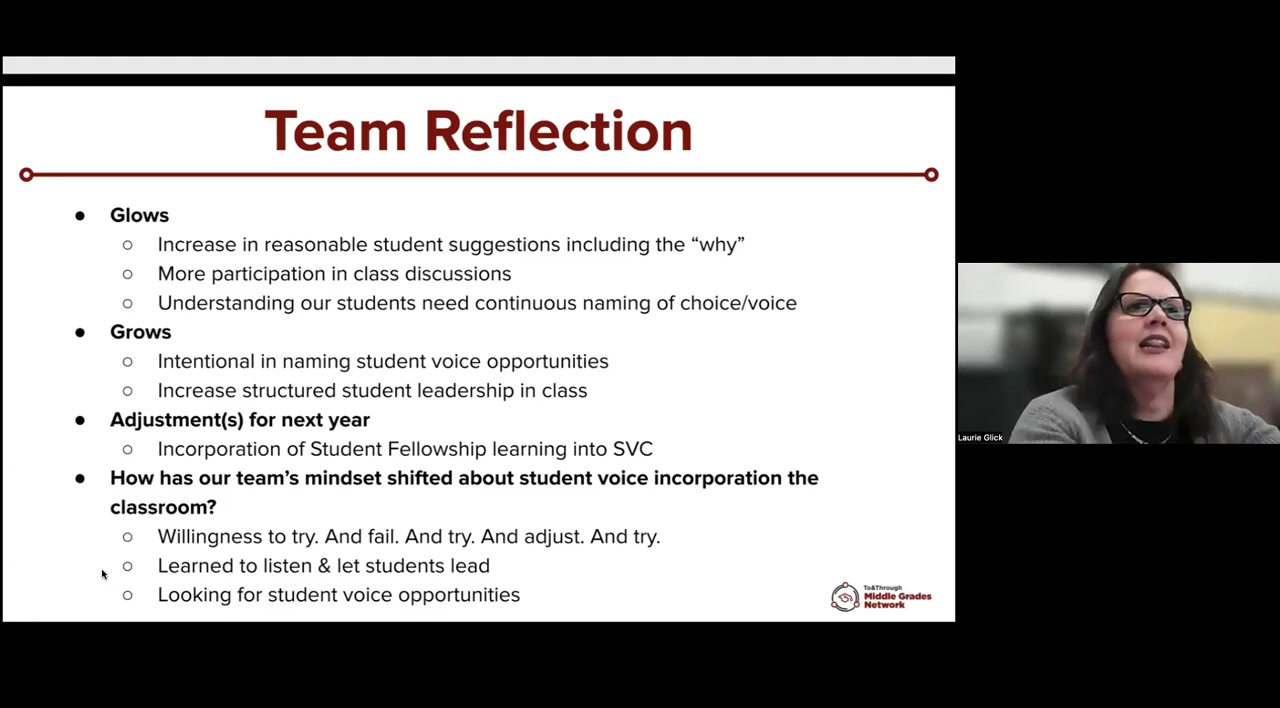 Team Reflection
● Glows
○ Increase in reasonable student suggestions including the “why”
○ More participation in class discussions
○ Understanding our students need continuous naming of choice/voice
● Grows
○ Intentional in naming student voice opportunities
○ Increase structured student leadership in class
● Adjustment(s) for next year
○ Incorporation of Student Fellowship learning into SVC
● How has our team’s mindset shifted about student voice incorporation the
classroom?
○ Willingness to try. And fail. And try. And adjust. And try.
○ Learned to listen & let students lead
○ Looking for student voice opportunities
To&Through
Middle Grades
Network
Laurie Glick